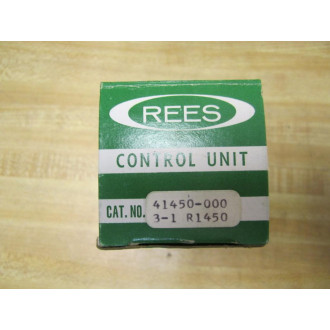 REES
CONTROL UNIT
CAT. NO. 41450-000
3-1 R1450